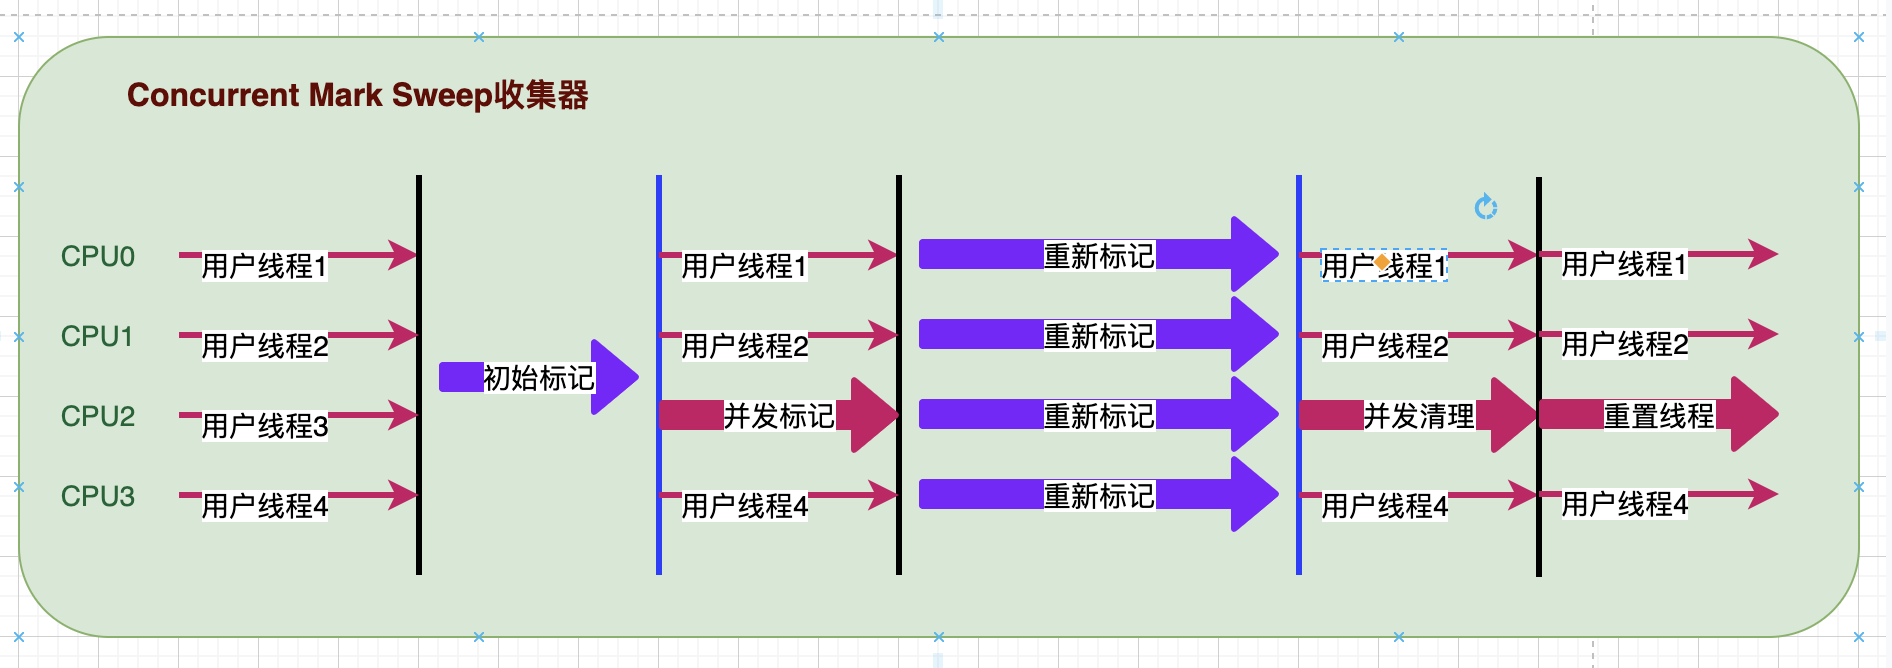 Concurrent Mark Sweep收集器
CPU0 用户线程1 用户线程1 重新标记 用户线程1 用户线程1
CPU1 用户线程2 用户线程2 重新标记 用户线程2 用户线程2
初始标记
CPU2 用户线程3 并发标记 重新标记 并发清理 重置线程
CPU3 用户线程4 用户线程4 重新标记 用户线程4 用户线程4